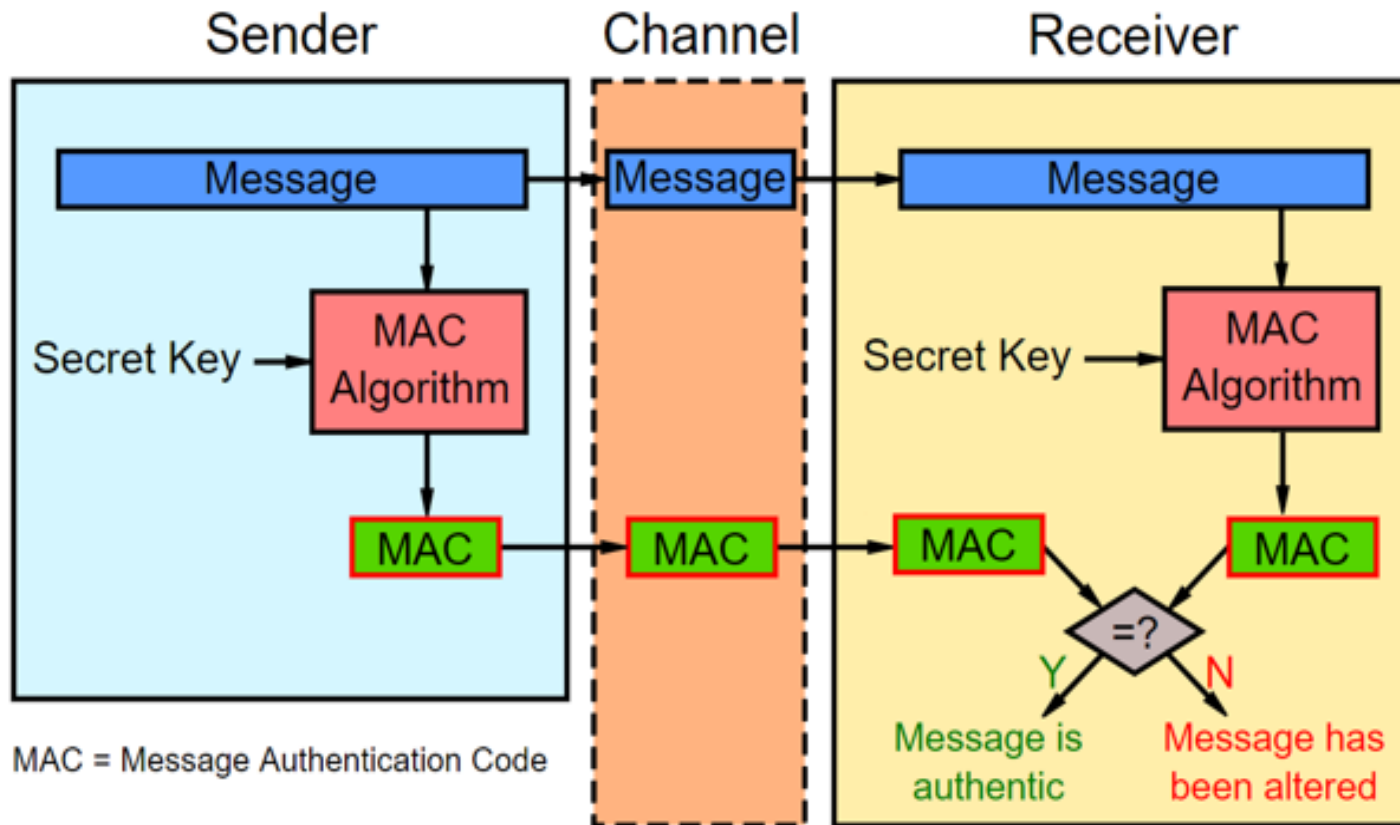 Sender
Channel
Receiver
Message
Message
Message
Secret Key
MAC
Algorithm
Secret Key
MAC
Algorithm
MAC
MAC
MAC
MAC
=?
Y
N
Message is
authentic
Message has
been altered
MAC = Message Authentication Code